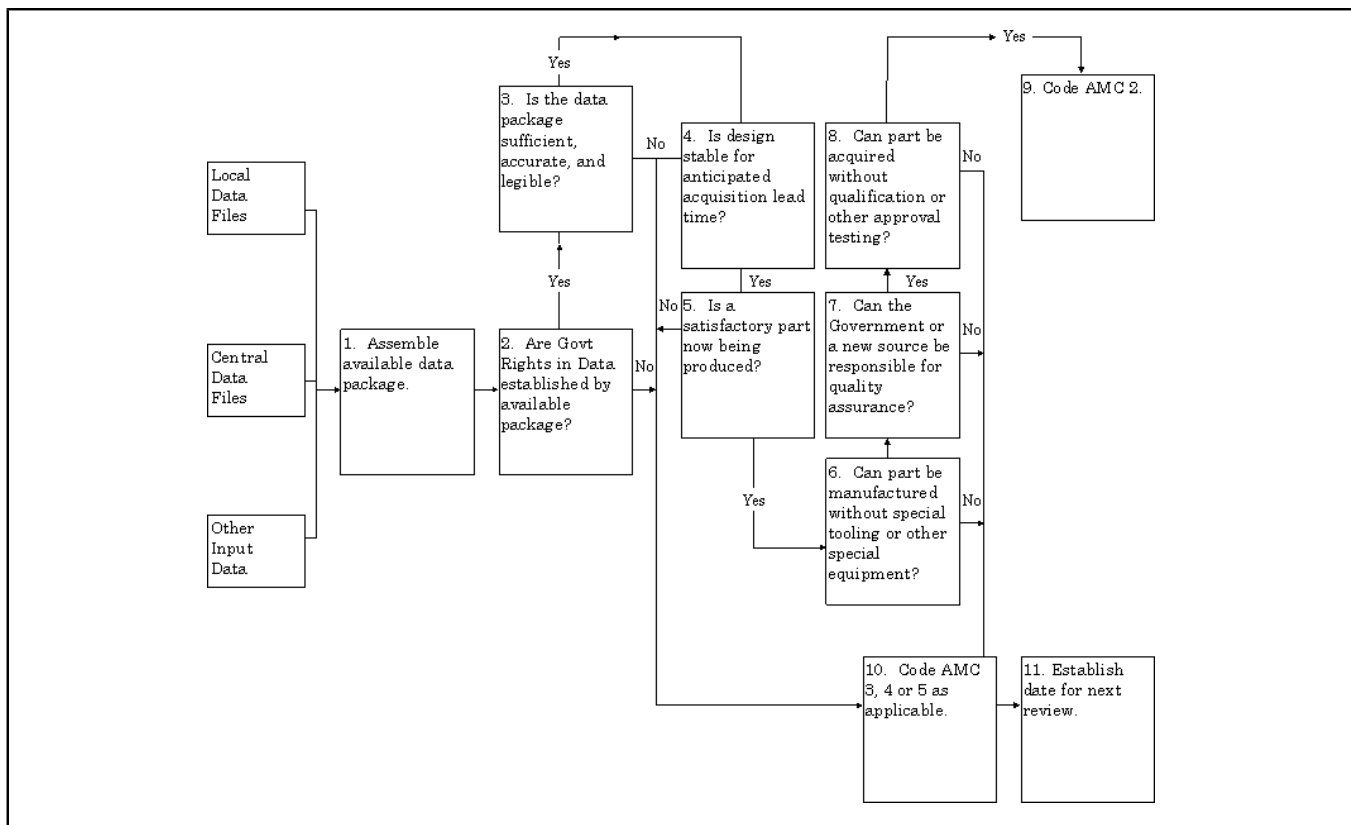 Local
Data
Files
Central
Data
Files
Other
Input
Data
1. Assemble
available data
package.
2. Are Govt
Rights in Data
established by
available
package?
No
Yes
3. Is the data
package
sufficient,
accurate, and
legible?
No
Yes
4. Is design
stable for
anticipated
acquisition lead
time?
Yes
5. Is a
satisfactory part
now being
produced?
No
Yes
6. Can part be
manufactured
without special
tooling or other
special
equipment?
No
7. Can the
Government or
a new source be
responsible for
quality
assurance?
No
Yes
8. Can part be
acquired
without
qualification or
other approval
testing?
No
Yes
9. Code AMC 2.
10. Code AMC
3, 4 or 5 as
applicable.
11. Establish
date for next
review.